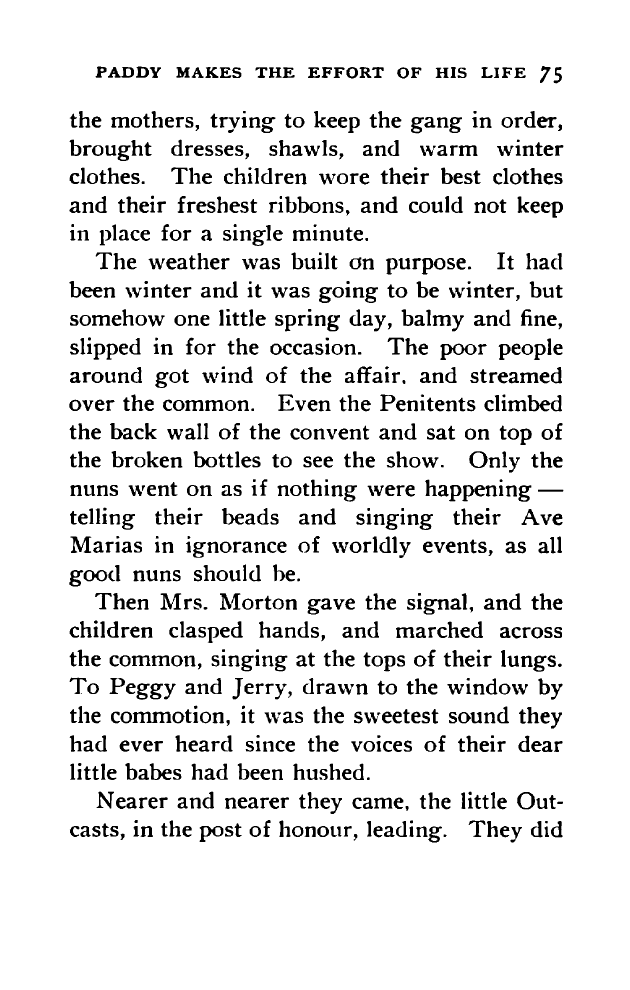 PADDY MAKES THE EFFORT OF HIS LIFE 75
the mothers, trying to keep the gang in order,
brought dresses, shawls, and warm winter
clothes. The children wore their best clothes
and their freshest ribbons, and could not keep
in place for a single minute.
The weather was built on purpose. It had
been winter and it was going to be winter, but
somehow one little spring day, balmy and fine,
slipped in for the occasion. The poor people
around got wind of the affair, and streamed
over the common. Even the Penitents climbed
the back wall of the convent and sat on top of
the broken bottles to see the show. Only the
nuns went on as if nothing were happening —
telling their beads and singing their Ave
Marias in ignorance of worldly events, as all
good nuns should be.
Then Mrs. Morton gave the signal, and the
children clasped hands, and marched across
the common, singing at the tops of their lungs.
To Peggy and Jerry, drawn to the window by
the commotion, it was the sweetest sound they
had ever heard since the voices of their dear
little babes had been hushed.
Nearer and nearer they came, the little Out-
casts, in the post of honour, leading. They did